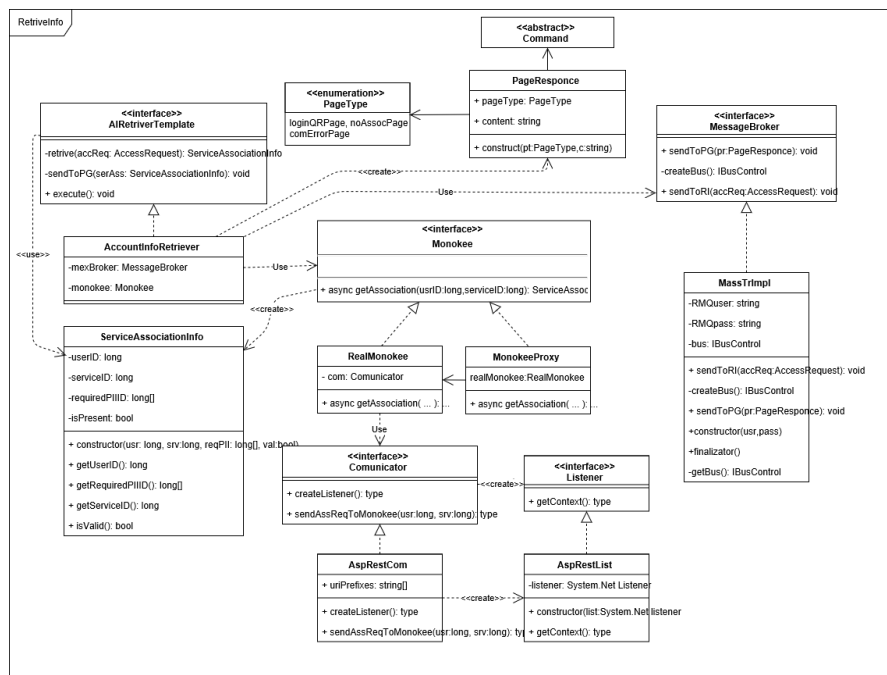 RetriveInfo
<<abstract>>
Command
PageResponce
+ pageType: PageType
+ content: string
+ construct(pt:PageType,c:string)
<<enumeration>>
PageType
loginQRPage, noAssocPage
comErrorPage
<<interface>>
AIRetriverTemplate
-retrive(accReq: AccessRequest): ServiceAssociationInfo
-sendToPG(serAss: ServiceAssociationInfo): void
+ execute(): void
<<interface>>
MessageBroker
+ sendToPG(pr:PageResponce): void
-createBus(): IBusControl
+ sendToRI(accReq:AccessRequest): void
<<create>>
Use
<<use>>
AccountInfoRetriever
-mexBroker: MessageBroker
-monokee: Monokee
Use
<<interface>>
Monokee
+ async getAssociation(usrID:long,serviceID:long): ServiceAssoc
<<create>>
MassTrImpl
-RMQuser: string
-RMQpass: string
-bus: IBusControl
+ sendToRI(accReq:AccessRequest): void
-createBus(): IBusControl
+ sendToPG(pr:PageResponce): void
+constructor(usr,pass)
+finalizator()
-getBus(): IBusControl
ServiceAssociationInfo
-userID: long
-serviceID: long
-requiredPIIID: long[]
-isPresent: bool
+ constructor(usr: long, srv:long, reqPII: long[], val:bool)
+ getUserID(): long
+ getRequiredPIIID(): long[]
+ getServiceID(): long
+ isValid(): bool
RealMonokee
- com: Comunicator
+ async getAssociation( ... ): ...
MonokeeProxy
realMonokee:RealMonokee
+ async getAssociation( ... ): ...
Use
<<interface>>
Comunicator
+ createListener(): type
+ sendAssReqToMonokee(usr:long, srv:long): type
<<create>>
<<interface>>
Listener
+ getContext(): type
AspRestCom
+ uriPrefixes: string[]
+ createListener(): type
+ sendAssReqToMonokee(usr:long, srv:long): typ
<<create>>
AspRestList
-listener: System.Net Listener
+ constructor(list:System.Net listener
+ getContext(): type